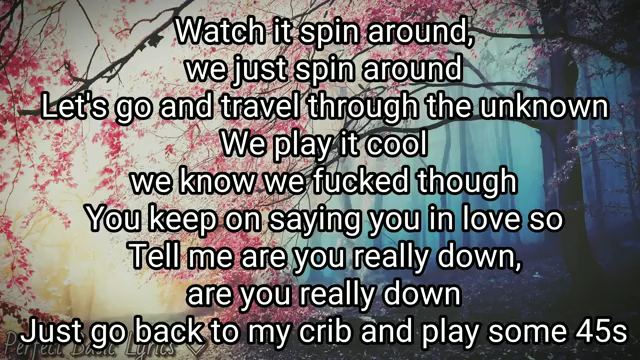 Watch it spin around,
we just spin around
Let's go and travel through the unknown
We play it cool
we know we fucked though
You keep on saying you in love so
Tell me are you really down,
are you really down
Just go back to my crib and play some 45s
Perfect Basic Lyrics